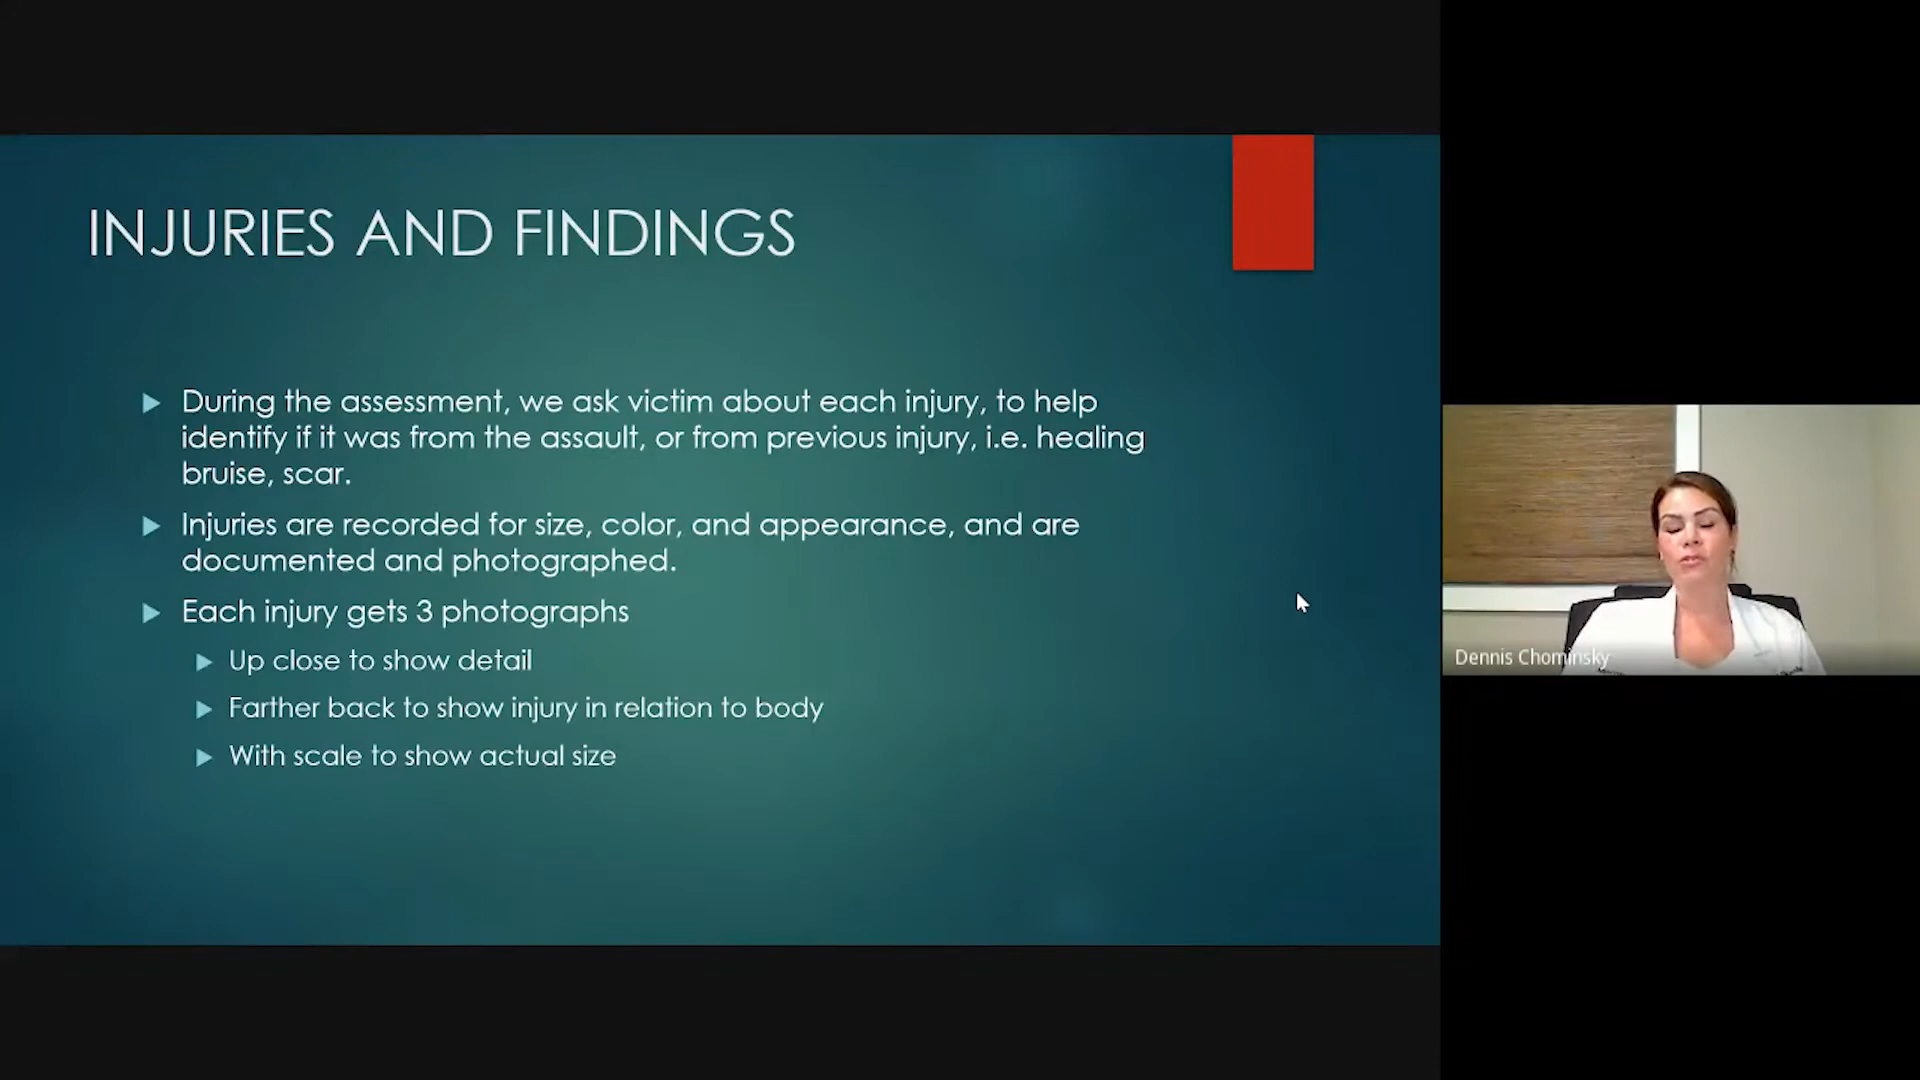 INJURIES AND FINDINGS
During the assessment, we ask victim about each injury, to help
identify if it was from the assault, or from previous injury, i.e. healing
bruise, scar.
Injuries are recorded for size, color, and appearance, and are
documented and photographed.
Each injury gets 3 photographs
Up close to show detail
Farther back to show injury in relation to body
With scale to show actual size
Dennis Chominsky